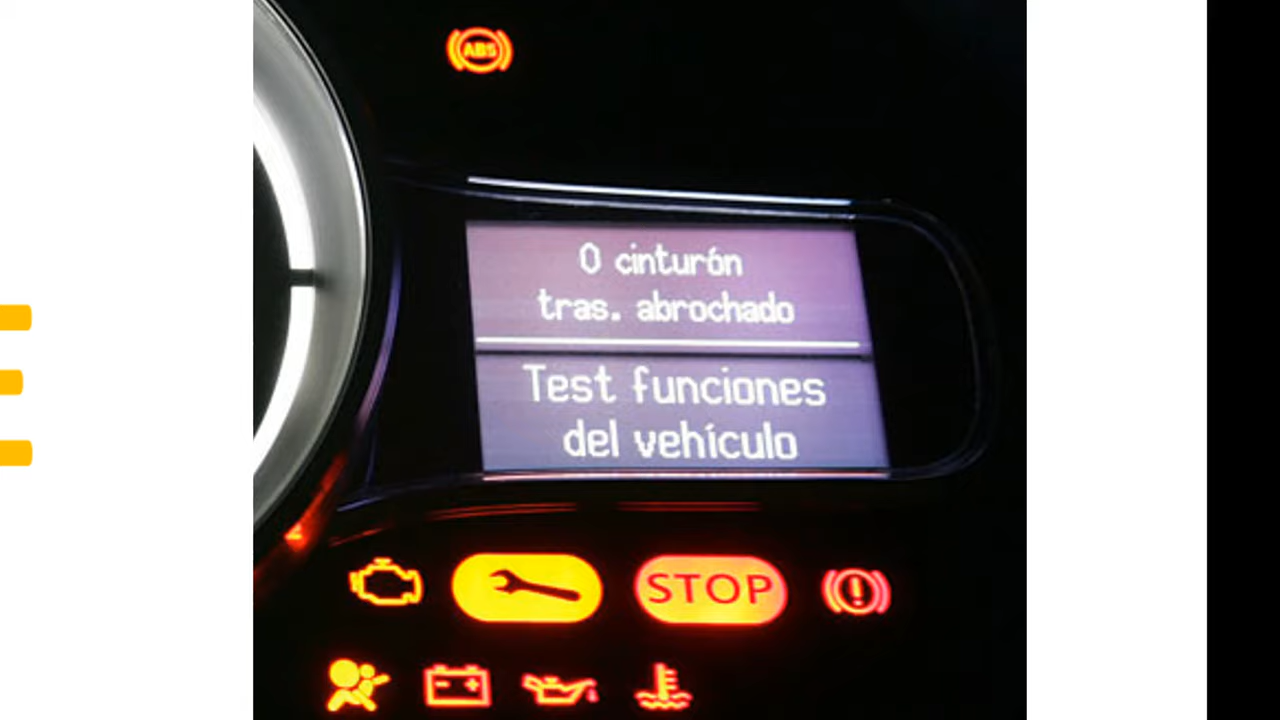 ABS
0 cinturón
tras. abrochado
Test funciones
del vehículo
STOP